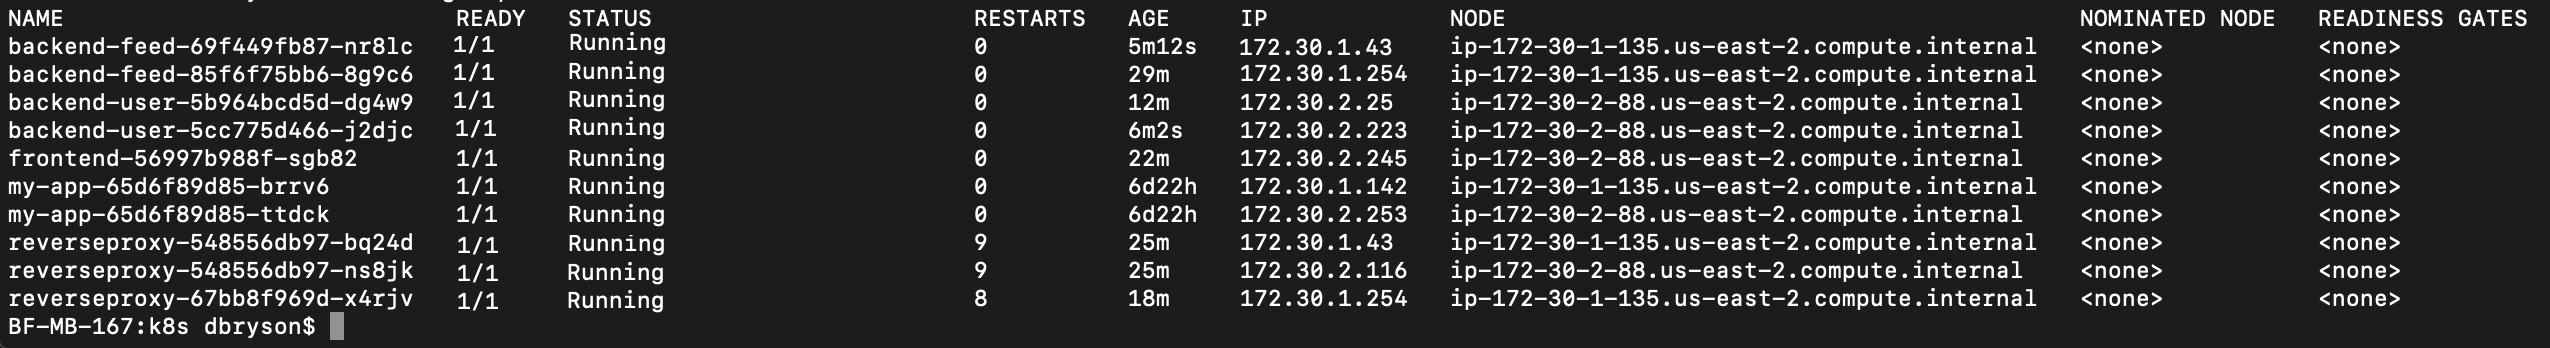 NAME READY STATUS RESTARTS AGE IP NODE NOMINATED NODE READINESS GATES
backend-feed-69f449fb87-nr8lc 1/1 Running 0 5m12s 172.30.1.43 ip-172-30-1-135.us-east-2.compute.internal <none> <none>
backend-feed-85f6f75bb6-8g9c6 1/1 Running 0 29m 172.30.1.254 ip-172-30-1-135.us-east-2.compute.internal <none> <none>
backend-user-5b964bcd5d-dg4w9 1/1 Running 0 12m 172.30.2.25 ip-172-30-2-88.us-east-2.compute.internal <none> <none>
backend-user-5cc775d466-j2djc 1/1 Running 0 6m2s 172.30.2.223 ip-172-30-2-88.us-east-2.compute.internal <none> <none>
frontend-56997b988f-sgb82 1/1 Running 0 22m 172.30.2.245 ip-172-30-2-88.us-east-2.compute.internal <none> <none>
my-app-65d6f89d85-brrv6 1/1 Running 0 6d22h 172.30.1.142 ip-172-30-1-135.us-east-2.compute.internal <none> <none>
my-app-65d6f89d85-ttdck 1/1 Running 0 6d22h 172.30.2.253 ip-172-30-2-88.us-east-2.compute.internal <none> <none>
reverseproxy-548556db97-bq24d 1/1 Running 9 25m 172.30.1.43 ip-172-30-1-135.us-east-2.compute.internal <none> <none>
reverseproxy-548556db97-ns8jk 1/1 Running 9 25m 172.30.2.116 ip-172-30-2-88.us-east-2.compute.internal <none> <none>
reverseproxy-67bb8f969d-x4rjv 1/1 Running 8 18m 172.30.1.254 ip-172-30-1-135.us-east-2.compute.internal <none> <none>
BF-MB-167:k8s dbryson$